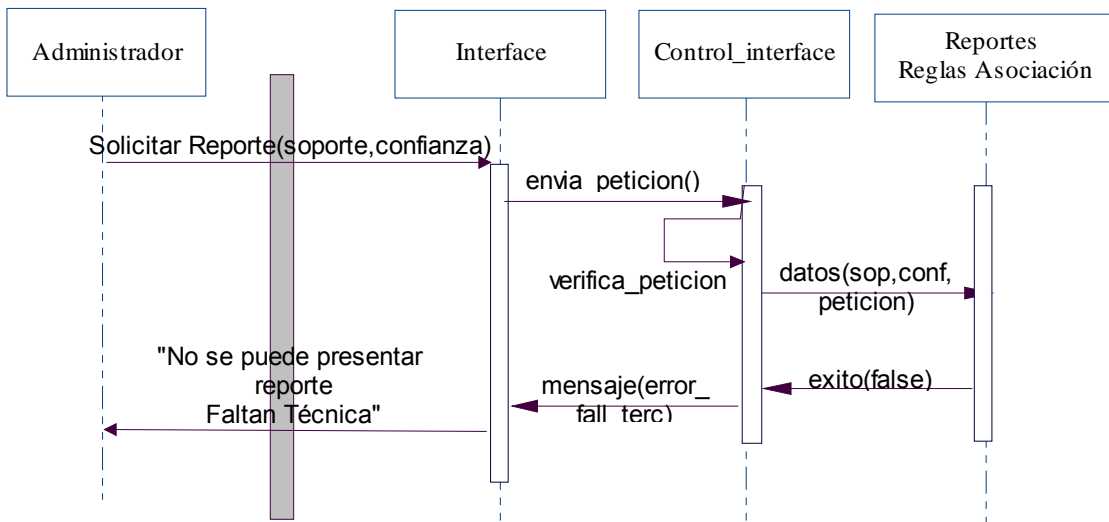 Administrador
Interface
Control_interface
Reportes
Reglas Asociación
Solicitar Reporte(soporte,confianza)
envia_peticion()
verifica_peticion
datos(sop,conf,
peticion)
exito(false)
mensaje(error_
fall_terc)
"No se puede presentar
reporte
Faltan Técnica"